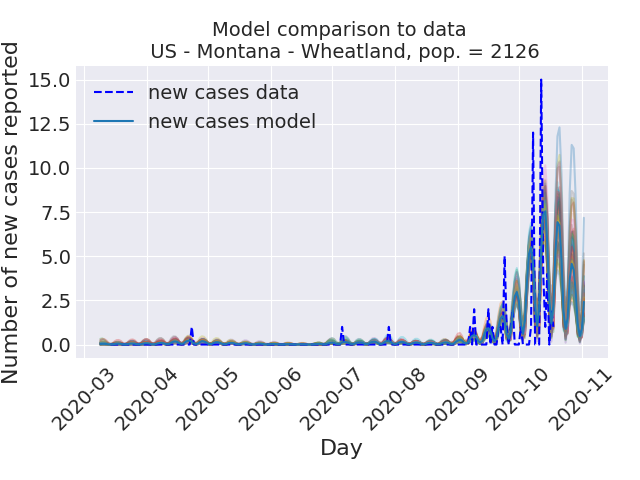 Model comparison to data
US - Montana - Wheatland, pop. = 2126
Number of new cases reported
15.0
12.5
10.0
7.5
5.0
2.5
0.0
new cases data
new cases model
2020-03
2020-04
2020-05
2020-06
2020-07
2020-08
2020-09
2020-10
2020-11
Day